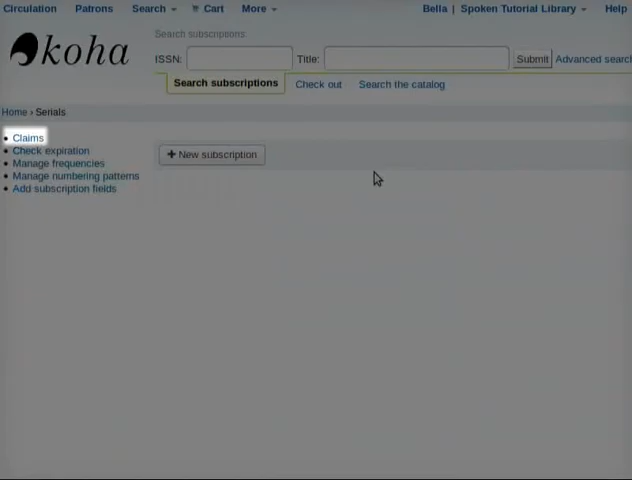 Circulation Patrons Search Cart More Bella | Spoken Tutorial Library Help
Search subscriptions
koha
ISSN: Title: Submit Advanced searc
Search subscriptions Check out Search the catalog
Home › Serials
• Claims
• Check expiration
• Manage frequencies
• Manage numbering patterns
• Add subscription fields
+ New subscription